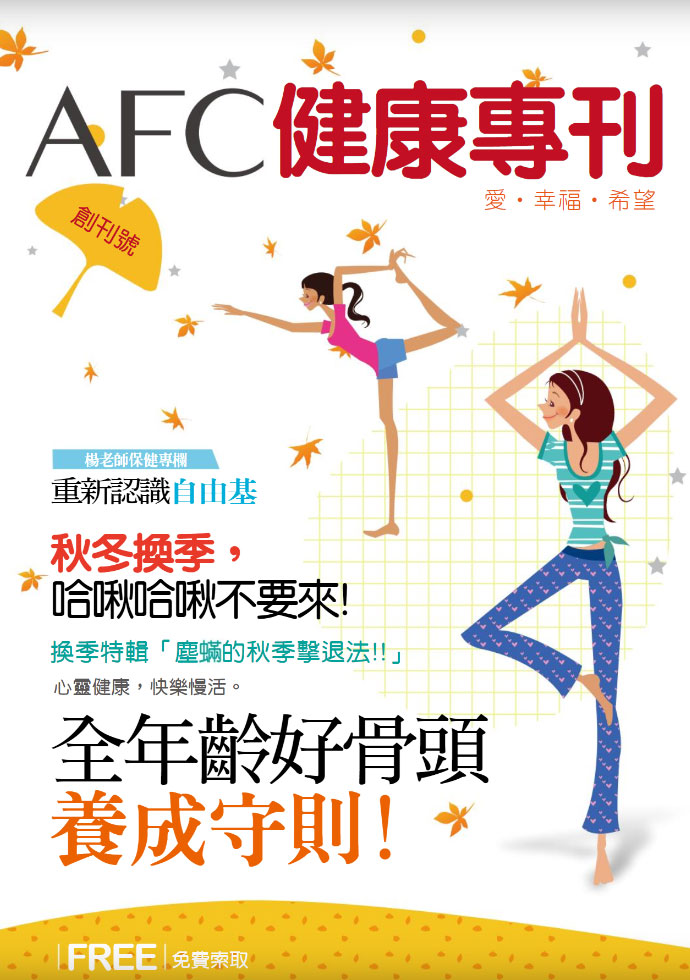 AFC健康專刊
愛・幸福・希望
創刊號
楊老師保健專欄
重新認識自由基
秋冬換季，
哈啾哈啾不要來!
換季特輯「塵蟎的秋季擊退法!!」
心靈健康，快樂慢活。
全年齡好骨頭
養成守則!
FREE 免費索取